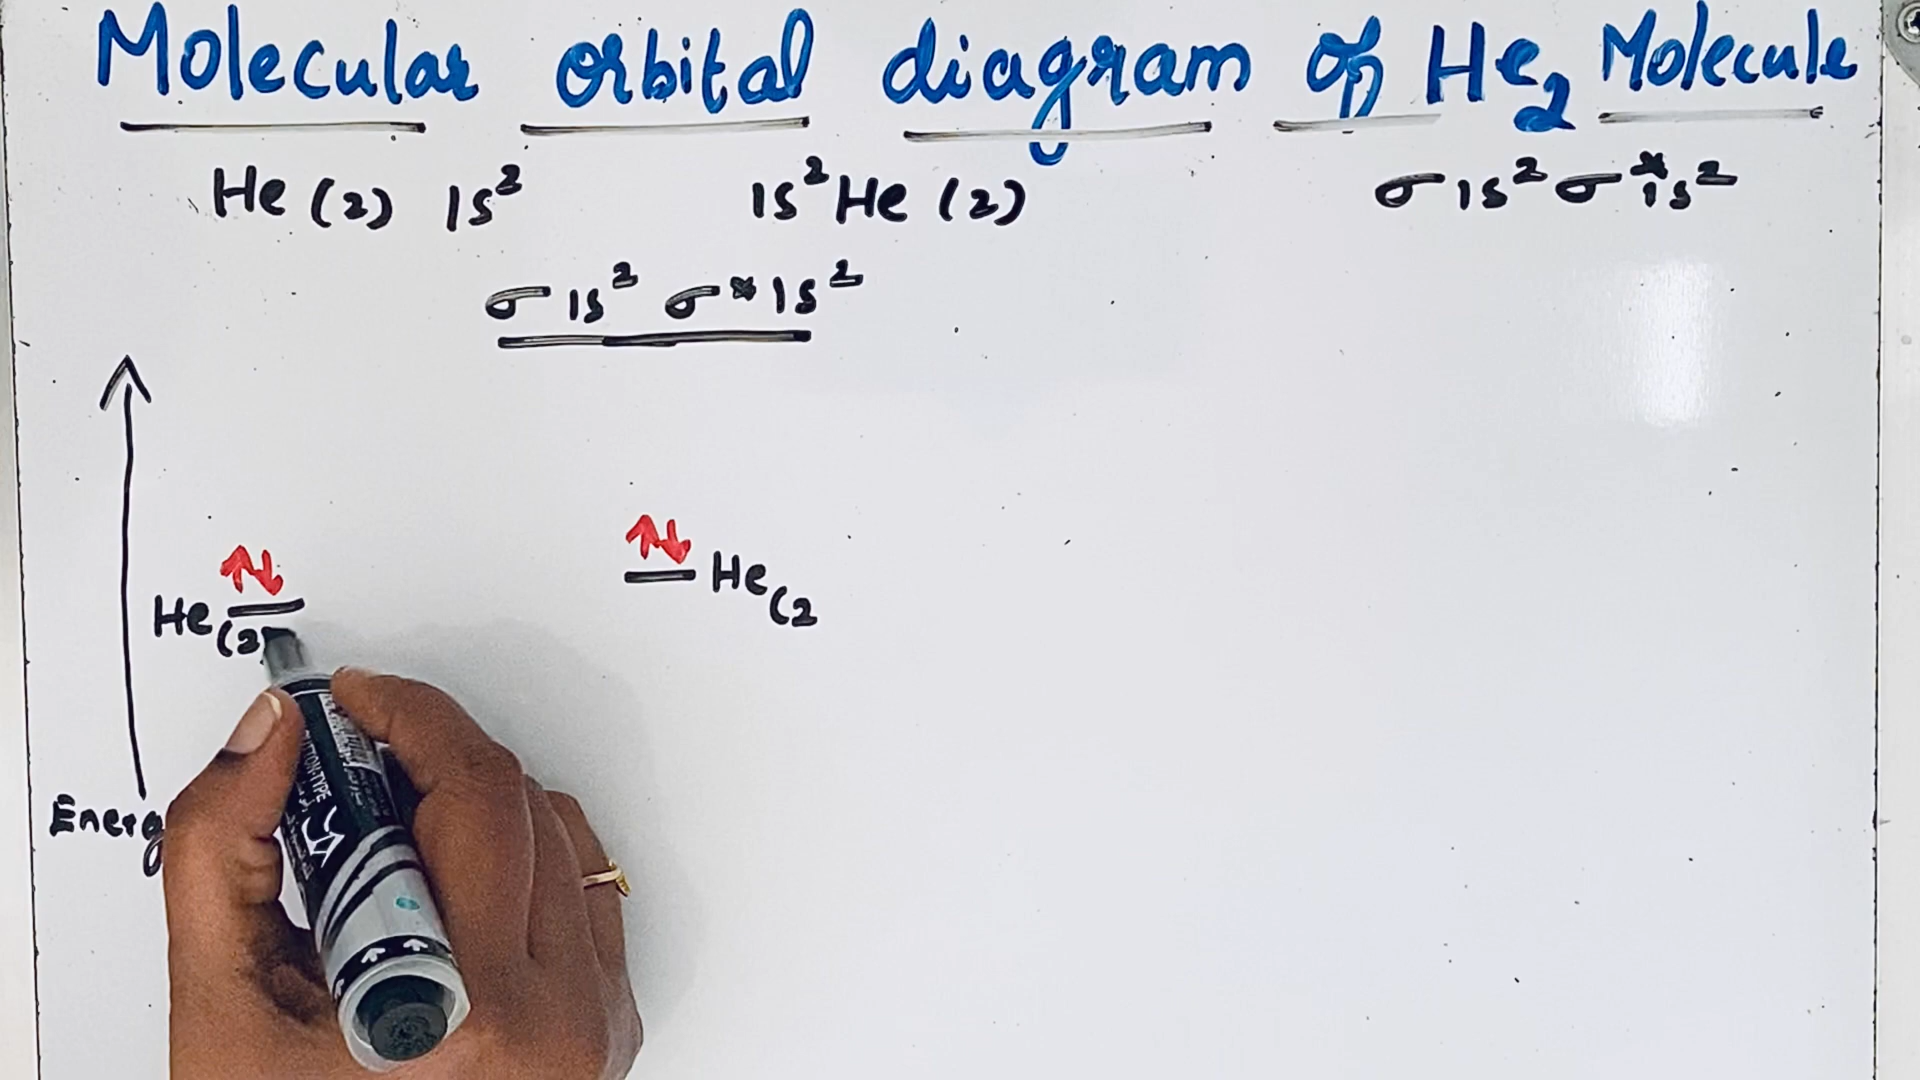 Molecular orbital diagram of He₂ Molecule
He (2) 1s² 1s² He (2) σ1s² σ*1s²
σ1s² σ*1s²
He (2 He (2
Energ